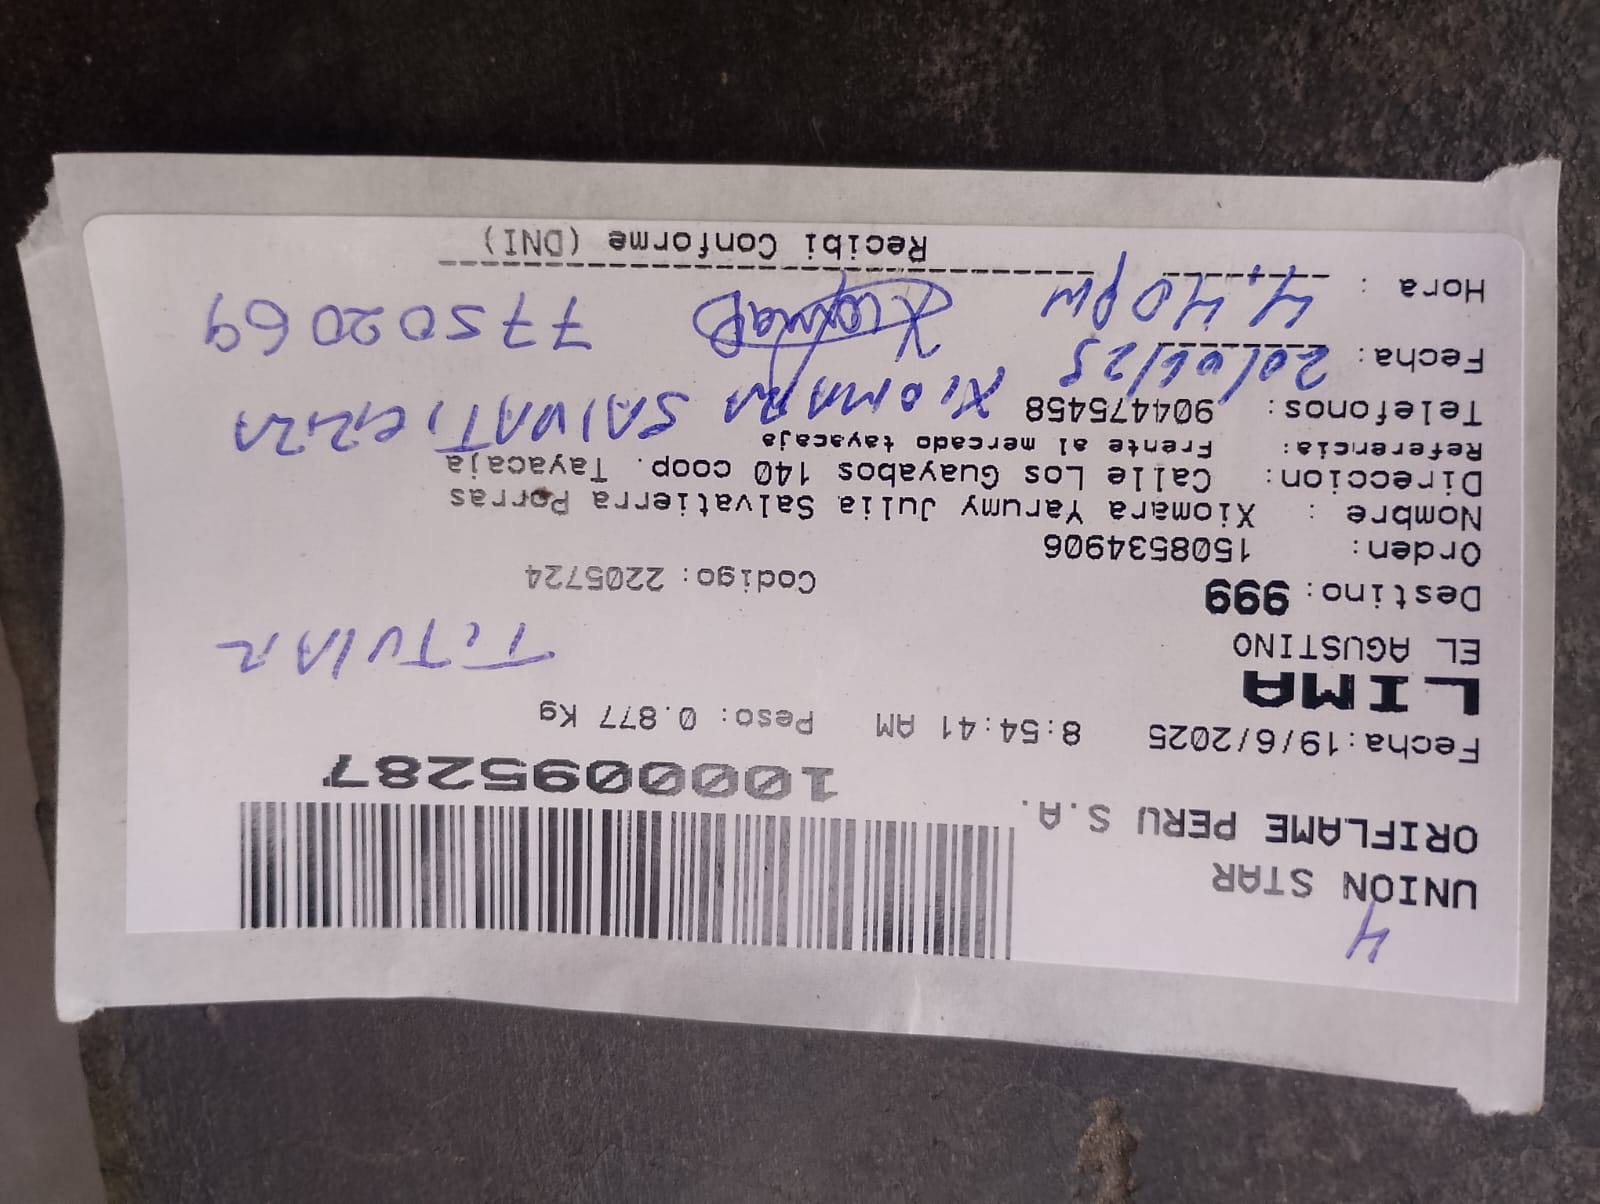 4
UNION STAR
ORIFLAME PERU S.A.
1000095287
Fecha:19/6/2025 8:54:41 AM Peso: 0.877 Kg
LIMA
EL AGUSTINO
TiTULAR
Destino: 999 Codigo: 2205724
Orden: 1508534906
Nombre : Xiomara Yarumy Julia Salvatierra Porras
Direccion: Calle Los Guayabos 140 coop. Tayacaja
Referencia: Frente al mercado tayacaja
Telefonos: 904475458 XiOMARA SALVATiERRA
Fecha: 20/06/25
Hora : 4:40pm 77502069
Recibi Conforme (DNI)